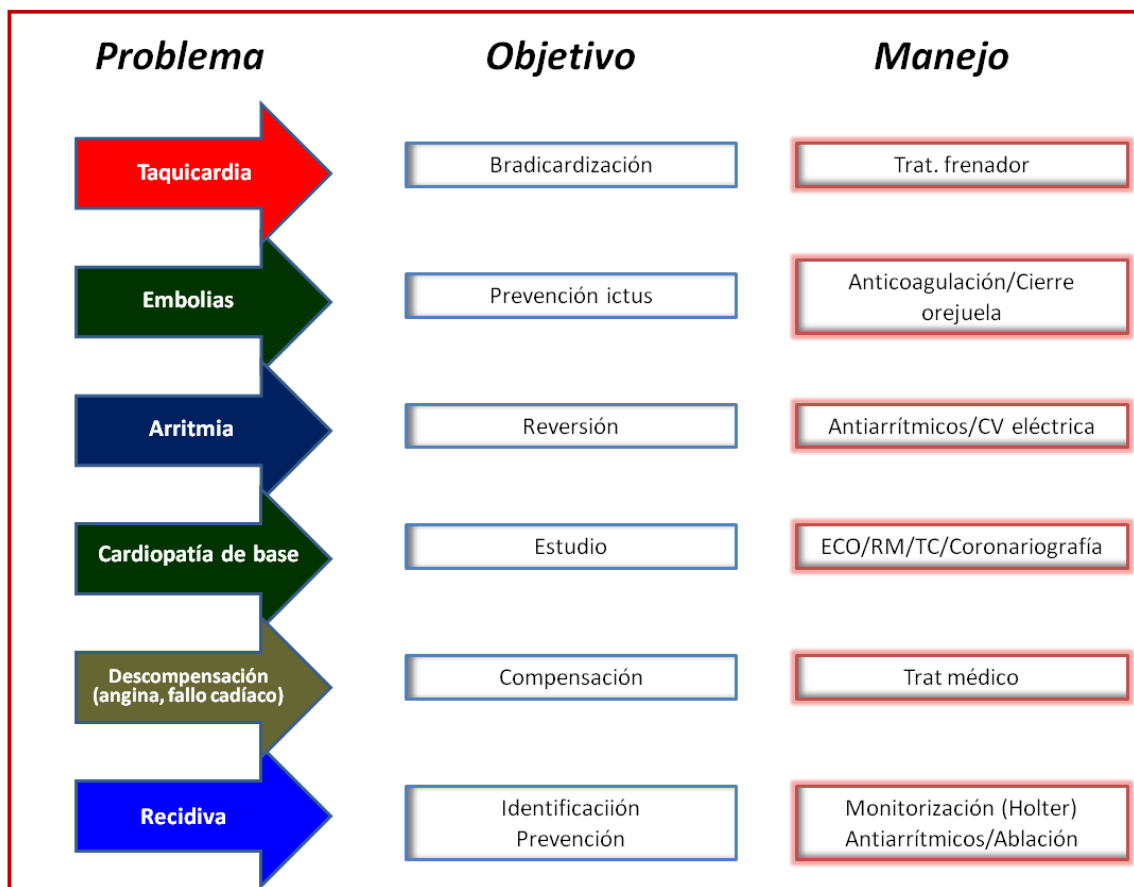 Problema Objetivo Manejo
Taquicardia
Bradicardización
Trat. frenador
Embolias
Prevención ictus
Anticoagulación/Cierre
orejuela
Arritmia
Reversión
Antiarrítmicos/CV eléctrica
Cardiopatía de base
Estudio
ECO/RM/TC/Coronariografía
Descompensación
(angina, fallo cadíaco)
Compensación
Trat médico
Recidiva
Identificaciión
Prevención
Monitorización (Holter)
Antiarrítmicos/Ablación